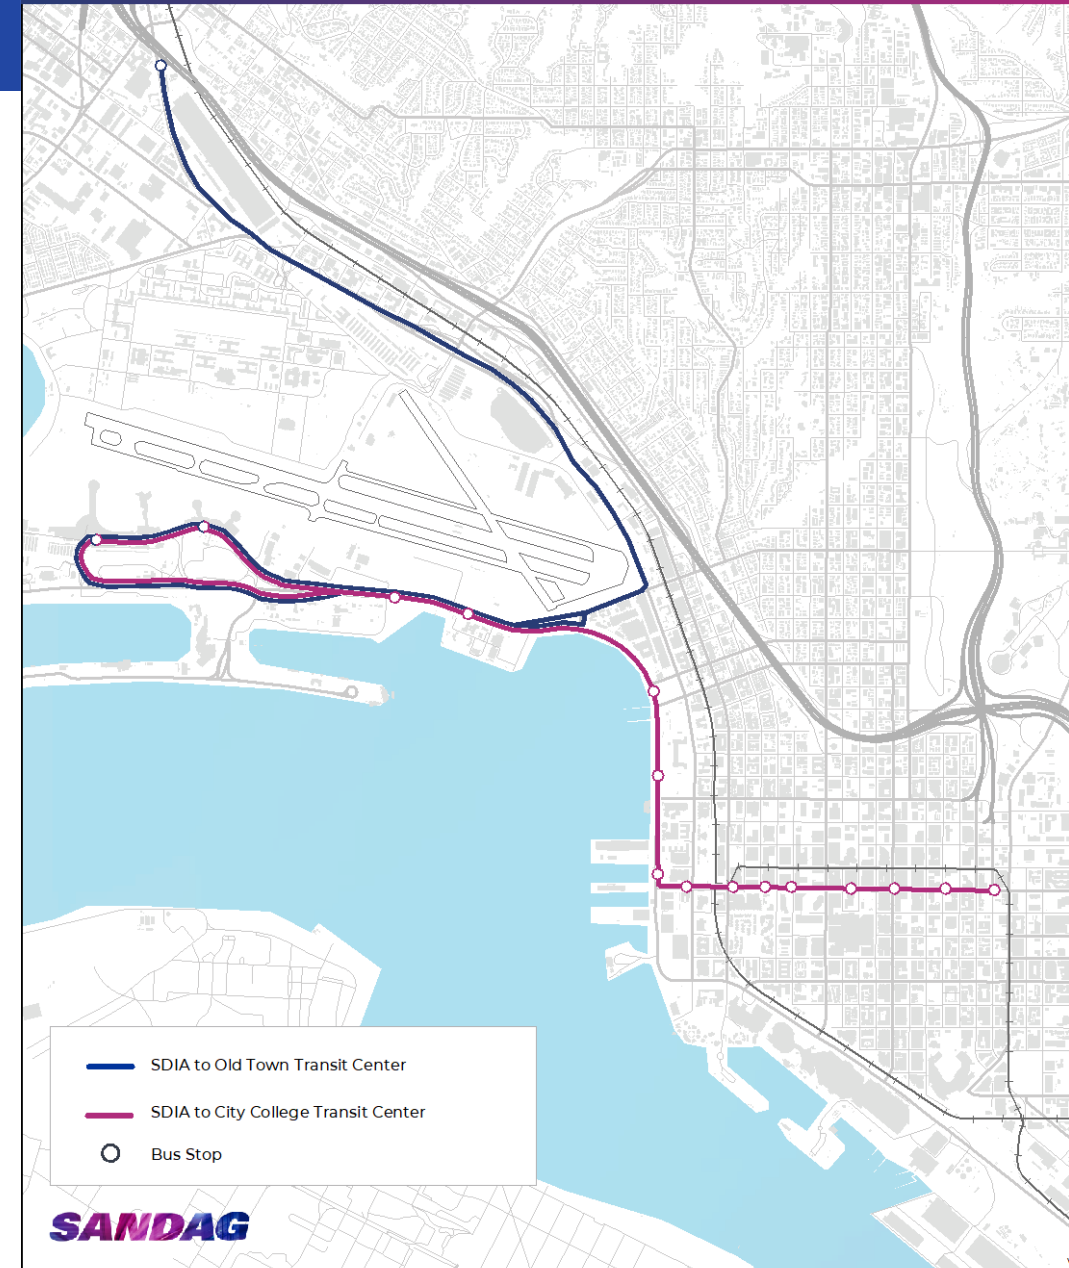 SDIA to Old Town Transit Center
SDIA to City College Transit Center
Bus Stop
SANDAG